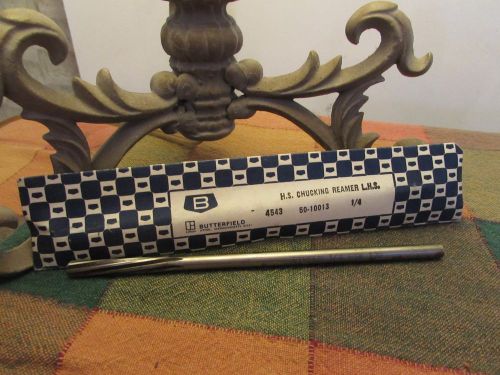 B
H.S. CHUCKING REAMER L.H.S.
4543 50-10013 1/4
BUTTERFIELD